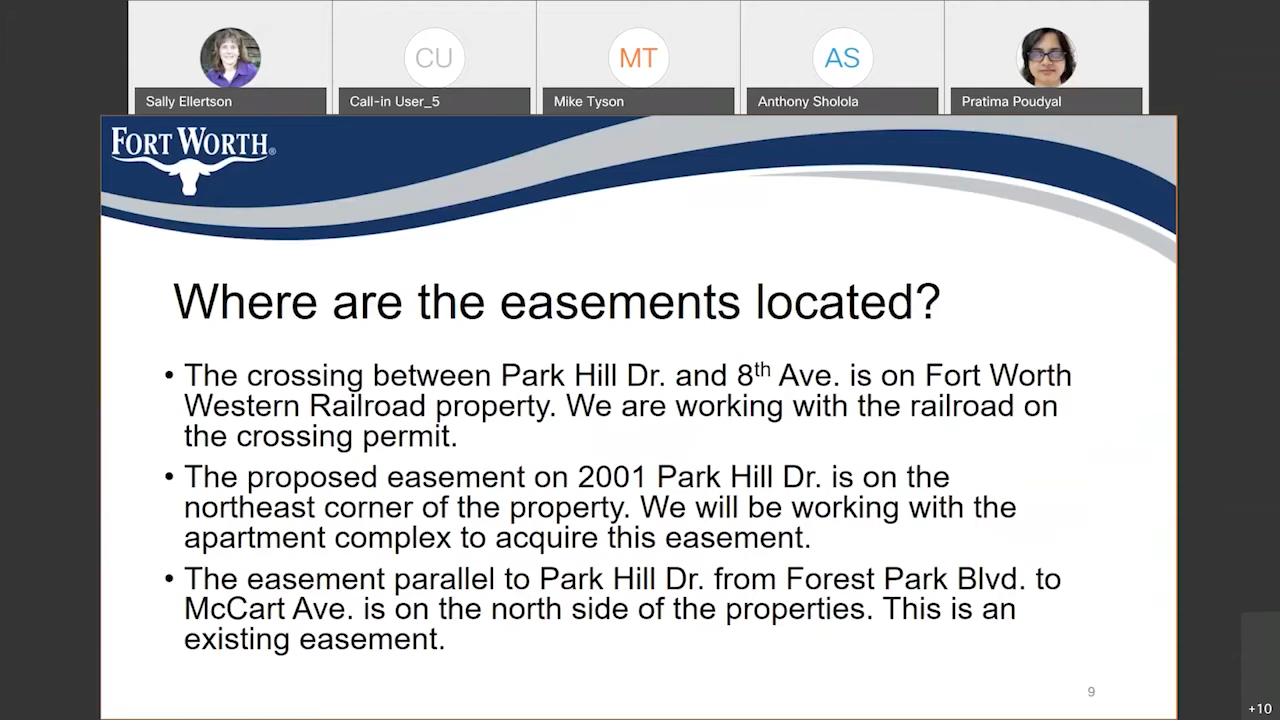 CU
MT
AS
Sally Ellertson
Call-in User_5
Mike Tyson
Anthony Sholola
Pratima Poudyal
FORT WORTH®
Where are the easements located?
• The crossing between Park Hill Dr. and 8th Ave. is on Fort Worth
Western Railroad property. We are working with the railroad on
the crossing permit.
• The proposed easement on 2001 Park Hill Dr. is on the
northeast corner of the property. We will be working with the
apartment complex to acquire this easement.
• The easement parallel to Park Hill Dr. from Forest Park Blvd. to
McCart Ave. is on the north side of the properties. This is an
existing easement.
9
+10